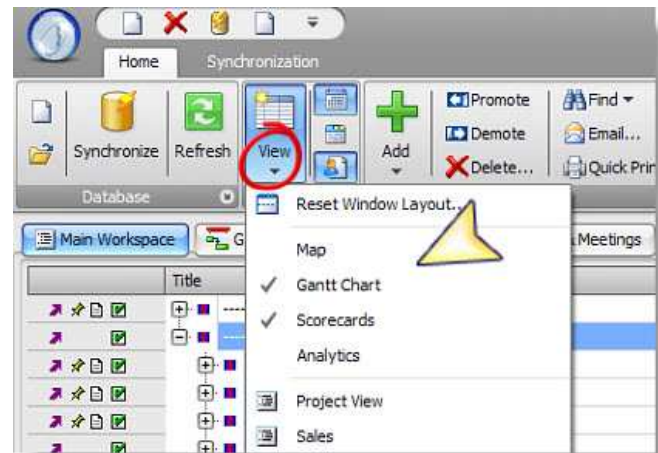 Home Synchronization
Promote Find
Demote Email...
Synchronize Refresh View Add Delete... Quick Prin
Database
Reset Window Layout...
Main Workspace G Meetings
Map
Title
Gantt Chart
Scorecards
Analytics
Project View
Sales